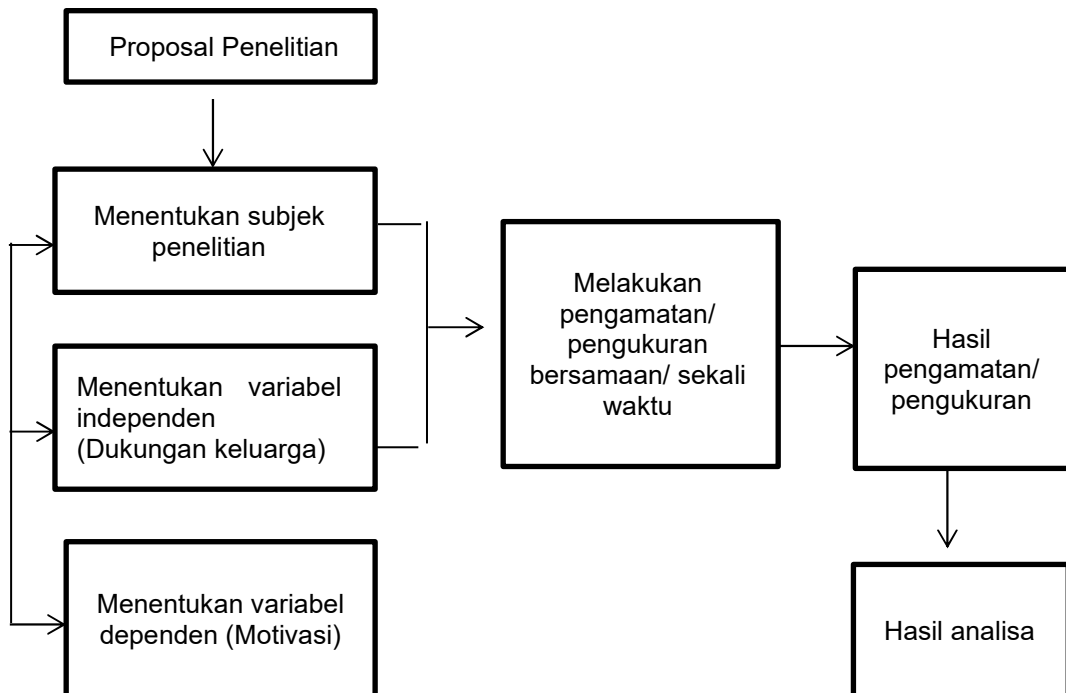 Proposal Penelitian
Menentukan subjek
penelitian
Menentukan variabel
independen
(Dukungan keluarga)
Menentukan variabel
dependen (Motivasi)
Melakukan
pengamatan/
pengukuran
bersamaan/ sekali
waktu
Hasil
pengamatan/
pengukuran
Hasil analisa